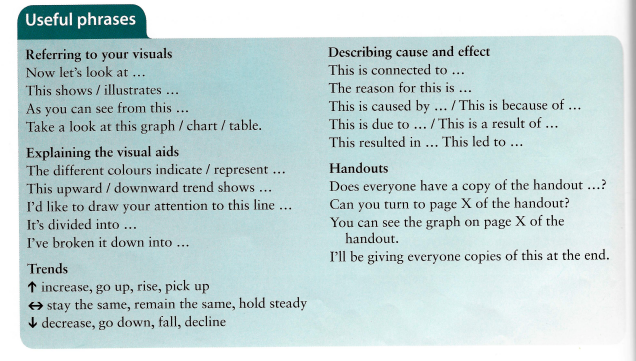 Useful phrases
Referring to your visuals
Now let's look at …
This shows / illustrates …
As you can see from this …
Take a look at this graph / chart / table.
Explaining the visual aids
The different colours indicate / represent …
This upward / downward trend shows …
I'd like to draw your attention to this line …
It's divided into …
I've broken it down into …
Trends
↑ increase, go up, rise, pick up
↔ stay the same, remain the same, hold steady
↓ decrease, go down, fall, decline
Describing cause and effect
This is connected to …
The reason for this is …
This is caused by … / This is because of …
This is due to … / This is a result of …
This resulted in … This led to …
Handouts
Does everyone have a copy of the handout …?
Can you turn to page X of the handout?
You can see the graph on page X of the
handout.
I'll be giving everyone copies of this at the end.